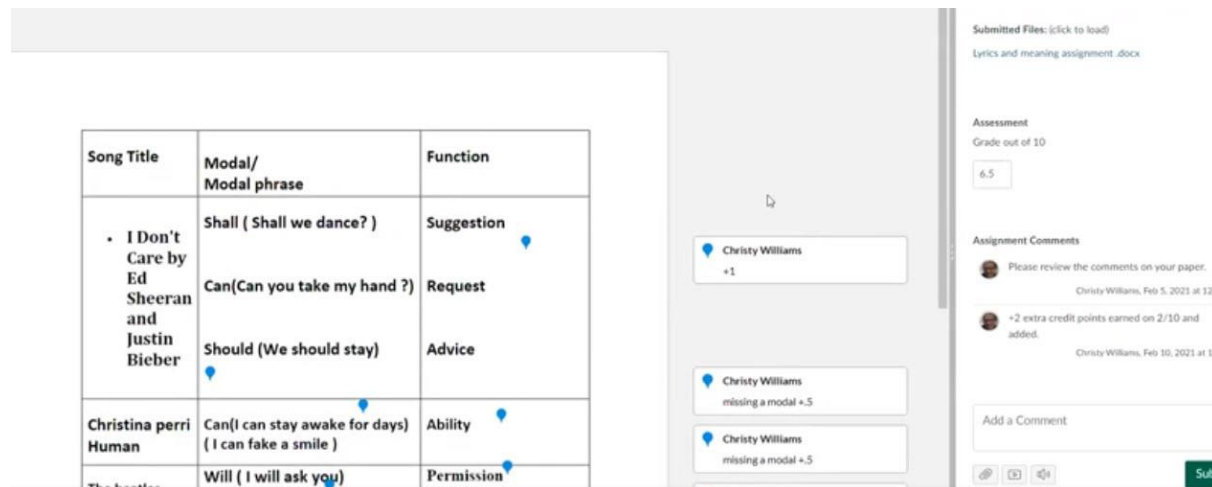 Song Title
Modal/
Modal phrase
Function
• I Don't
Care by
Ed
Sheeran
and
Justin
Bieber
Shall ( Shall we dance? )
Suggestion
Can(Can you take my hand ?)
Request
Should (We should stay)
Advice
Christina perri
Human
Can(I can stay awake for days)
( I can fake a smile )
Ability
Will ( I will ask you)
Permission
Christy Williams
+1
Christy Williams
missing a modal +.5
Christy Williams
missing a modal +.5
Submitted Files: (click to load)
Lyrics and meaning assignment .docx
Assessment
Grade out of 10
6.5
Assignment Comments
Please review the comments on your paper.
Christy Williams, Feb 5, 2021 at 12
+2 extra credit points earned on 2/10 and
added.
Christy Williams, Feb 10, 2021 at 1
Add a Comment
Sub